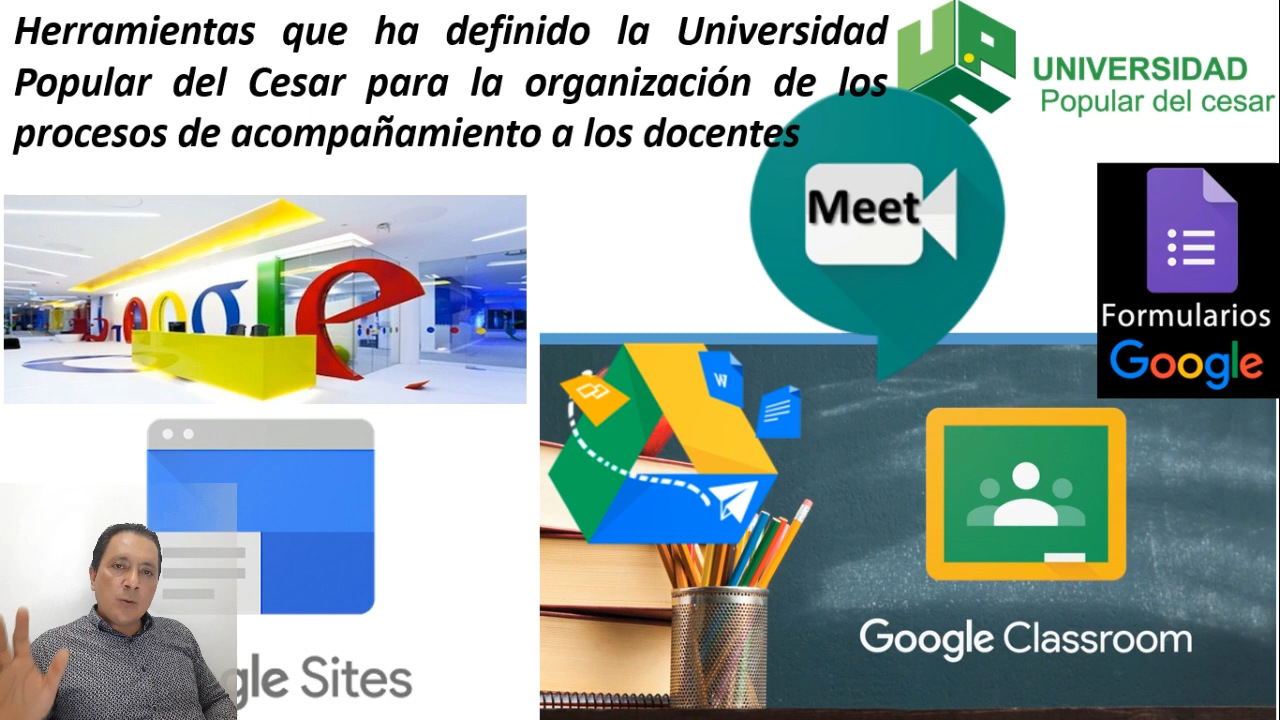 Herramientas que ha definido la Universidad
Popular del Cesar para la organización de los
procesos de acompañamiento a los docentes
UNIVERSIDAD
Popular del cesar
Meet
Formularios
Google
Google
W
Google Classroom
gle Sites